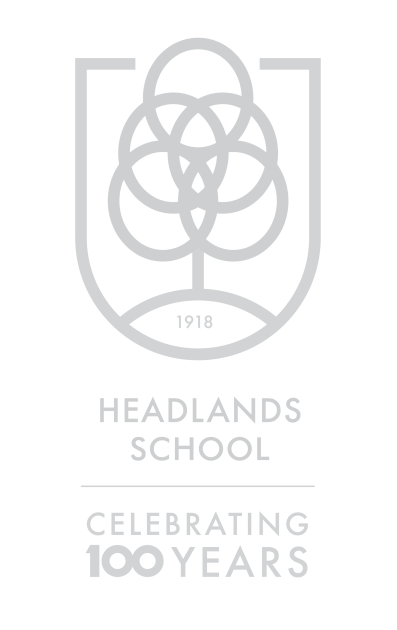 1918
HEADLANDS
SCHOOL
CELEBRATING
100 YEARS